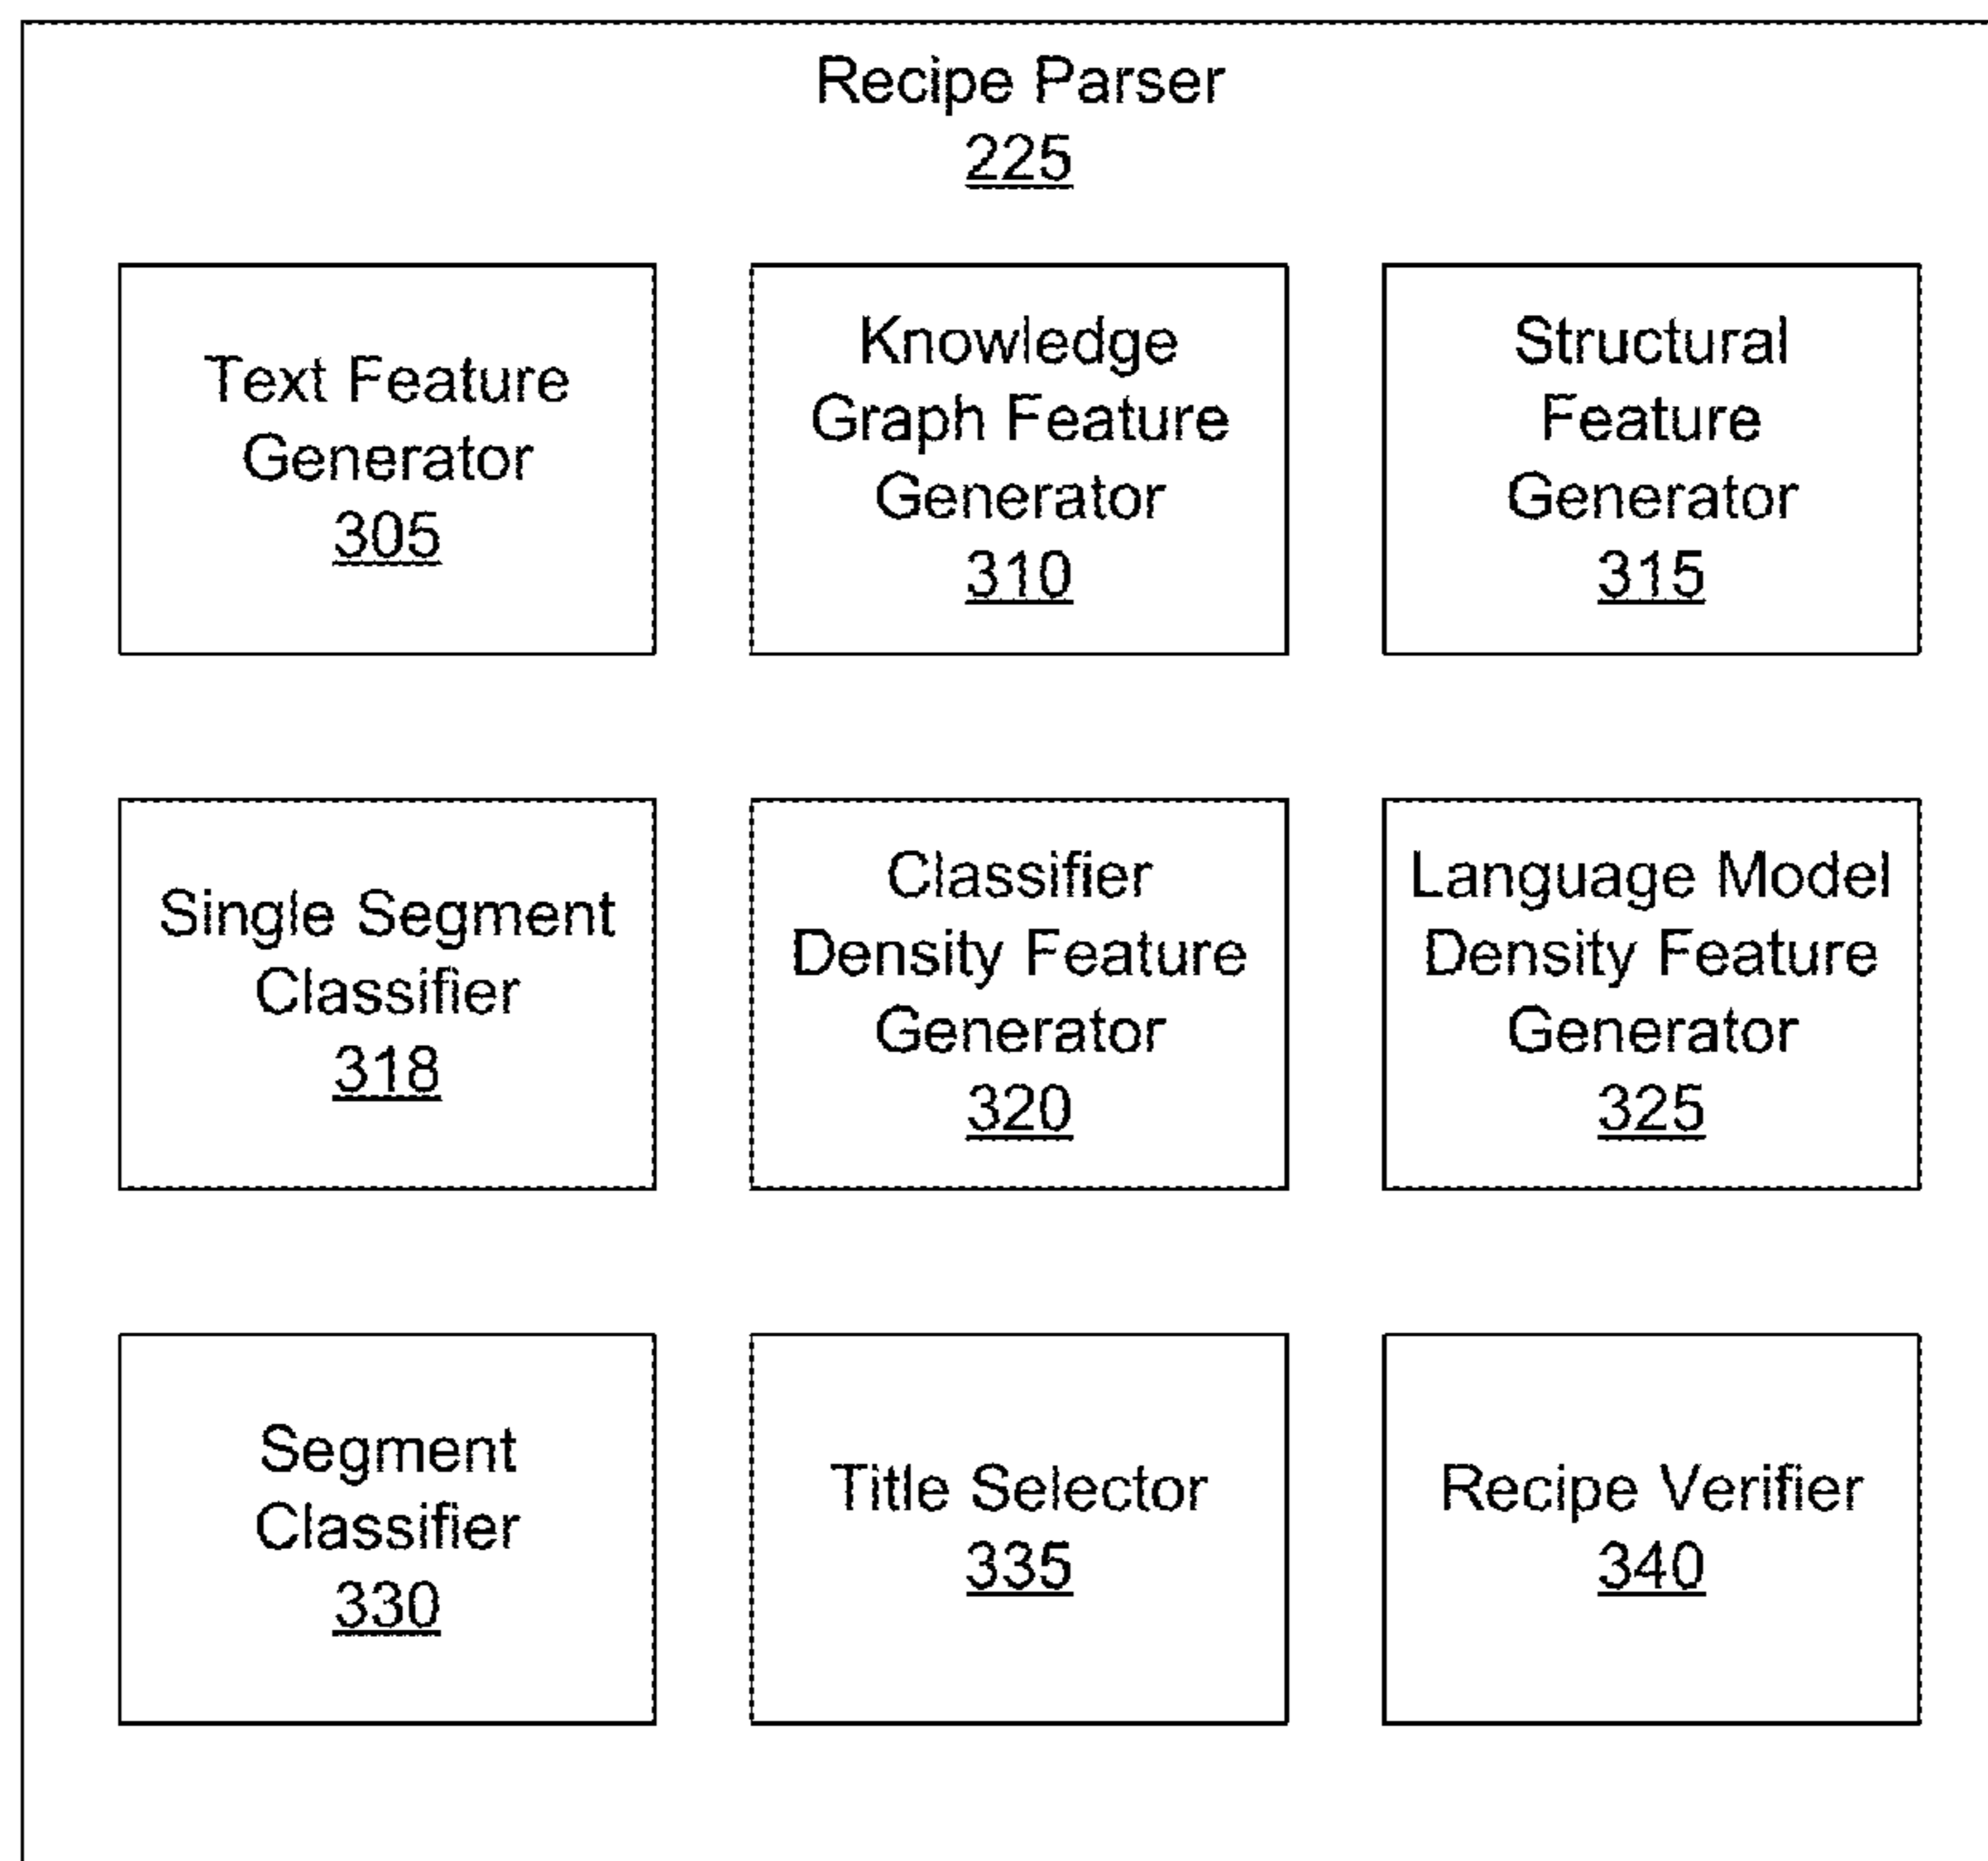 Recipe Parser
225
Text Feature
Generator
305
Knowledge
Graph Feature
Generator
310
Structural
Feature
Generator
315
Single Segment
Classifier
318
Classifier
Density Feature
Generator
320
Language Model
Density Feature
Generator
325
Segment
Classifier
330
Title Selector
335
Recipe Verifier
340